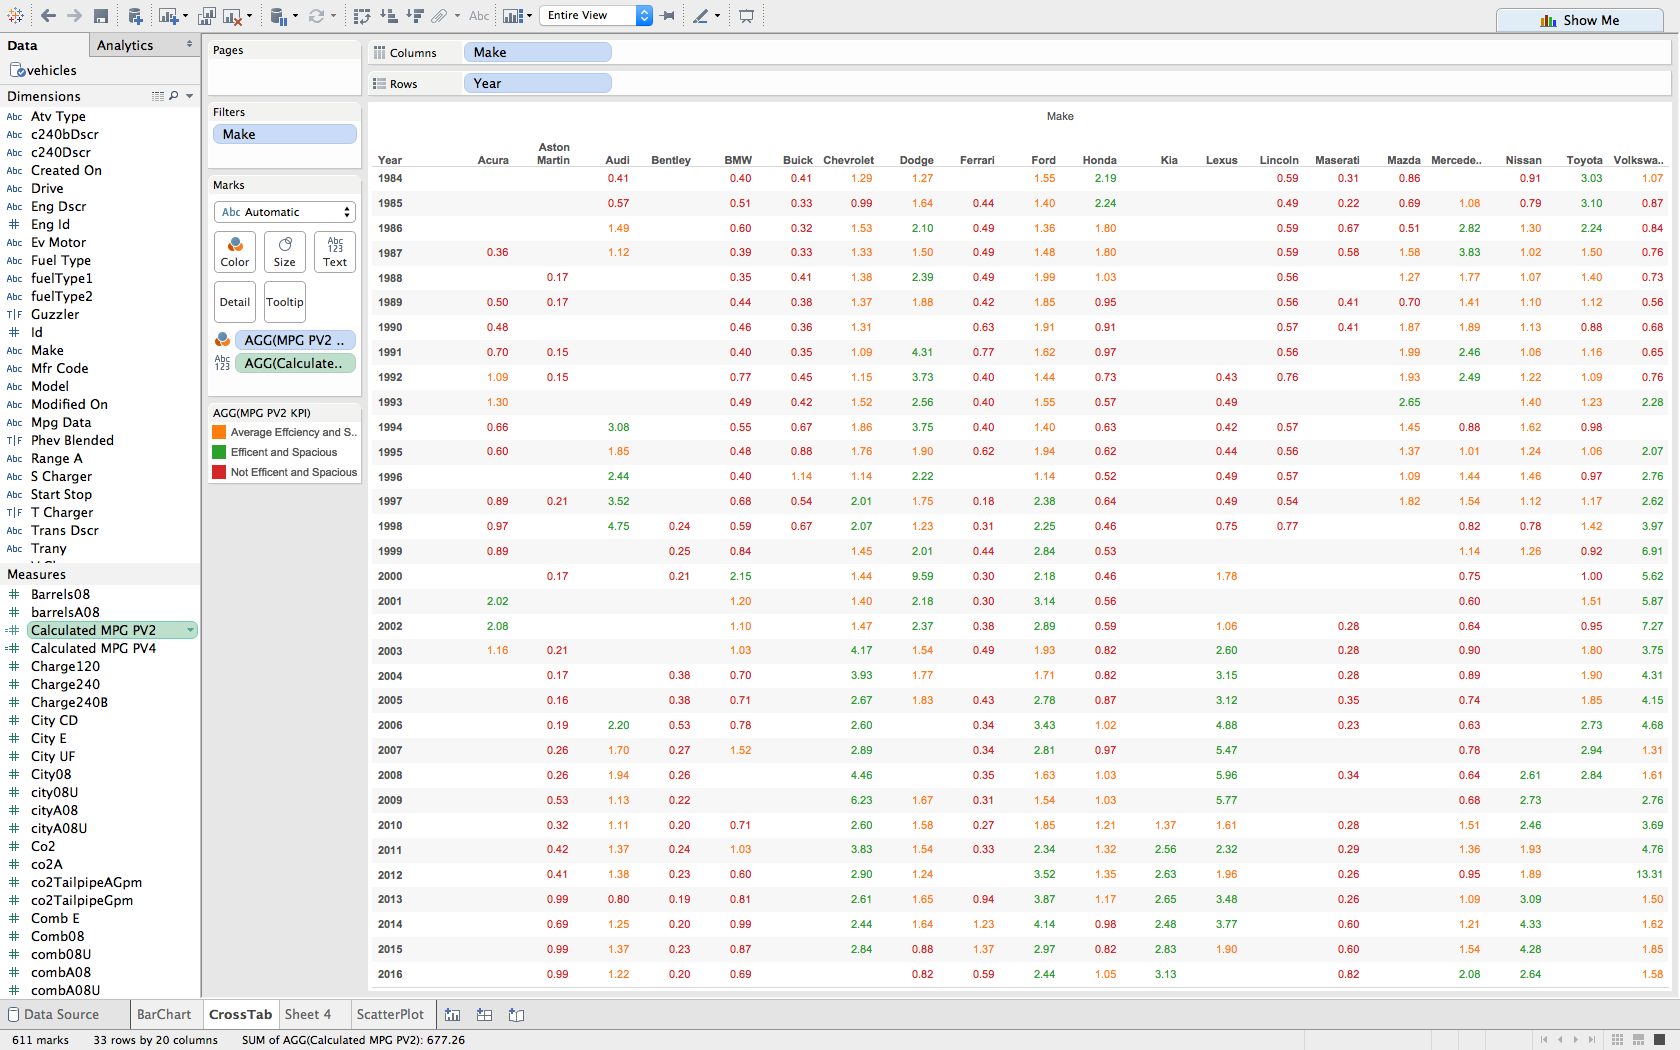 Abc
Entire View
Show Me
Data
Analytics
vehicles
Dimensions
Abc Atv Type
Abc c240bDscr
Abc c240Dscr
Abc Created On
Abc Drive
Abc Eng Dscr
# Eng Id
Abc Ev Motor
Abc Fuel Type
Abc fuelType1
Abc fuelType2
T|F Guzzler
# Id
Abc Make
Abc Mfr Code
Abc Model
Abc Modified On
Abc Mpg Data
T|F Phev Blended
Abc Range A
Abc S Charger
Abc Start Stop
T|F T Charger
Abc Trans Dscr
Abc Trany
Measures
# Barrels08
# barrelsA08
=# Calculated MPG PV2
=# Calculated MPG PV4
# Charge120
# Charge240
# Charge240B
# City CD
# City E
# City UF
# City08
# city08U
# cityA08
# cityA08U
# Co2
# co2A
# co2TailpipeAGpm
# co2TailpipeGpm
# Comb E
# Comb08
# comb08U
# combA08
# combA08U
Pages
Filters
Make
Marks
Abc Automatic
Color
Size
Abc 123 Text
Detail
Tooltip
AGG(MPG PV2 ..
Abc 123 AGG(Calculate..
AGG(MPG PV2 KPI)
Average Effciency and S..
Efficent and Spacious
Not Efficent and Spacious
Columns Make
Rows Year
Make
Year Acura Aston Martin Audi Bentley BMW Buick Chevrolet Dodge Ferrari Ford Honda Kia Lexus Lincoln Maserati Mazda Mercede.. Nissan Toyota Volkswa..
1984 0.41 0.40 0.41 1.29 1.27 1.55 2.19 0.59 0.31 0.86 0.91 3.03 1.07
1985 0.57 0.51 0.33 0.99 1.64 0.44 1.40 2.24 0.49 0.22 0.69 1.08 0.79 3.10 0.87
1986 1.49 0.60 0.32 1.53 2.10 0.49 1.36 1.80 0.59 0.67 0.51 2.82 1.30 2.24 0.84
1987 0.36 1.12 0.39 0.33 1.33 1.50 0.49 1.48 1.80 0.59 0.58 1.58 3.83 1.02 1.50 0.76
1988 0.17 0.35 0.41 1.38 2.39 0.49 1.99 1.03 0.56 1.27 1.77 1.07 1.40 0.73
1989 0.50 0.17 0.44 0.38 1.37 1.88 0.42 1.85 0.95 0.56 0.41 0.70 1.41 1.10 1.12 0.56
1990 0.48 0.46 0.36 1.31 0.63 1.91 0.91 0.57 0.41 1.87 1.89 1.13 0.88 0.68
1991 0.70 0.15 0.40 0.35 1.09 4.31 0.77 1.62 0.97 0.56 1.99 2.46 1.06 1.16 0.65
1992 1.09 0.15 0.77 0.45 1.15 3.73 0.40 1.44 0.73 0.43 0.76 1.93 2.49 1.22 1.09 0.76
1993 1.30 0.49 0.42 1.52 2.56 0.40 1.55 0.57 0.49 2.65 1.40 1.23 2.28
1994 0.66 3.08 0.55 0.67 1.86 3.75 0.40 1.40 0.63 0.42 0.57 1.45 0.88 1.62 0.98
1995 0.60 1.85 0.48 0.88 1.76 1.90 0.62 1.94 0.62 0.44 0.56 1.37 1.01 1.24 1.06 2.07
1996 2.44 0.40 1.14 1.14 2.22 1.14 0.52 0.49 0.57 1.09 1.44 1.46 0.97 2.76
1997 0.89 0.21 3.52 0.68 0.54 2.01 1.75 0.18 2.38 0.64 0.49 0.54 1.82 1.54 1.12 1.17 2.62
1998 0.97 4.75 0.24 0.59 0.67 2.07 1.23 0.31 2.25 0.46 0.75 0.77 0.82 0.78 1.42 3.97
1999 0.89 0.25 0.84 1.45 2.01 0.44 2.84 0.53 1.14 1.26 0.92 6.91
2000 0.17 0.21 2.15 1.44 9.59 0.30 2.18 0.46 1.78 0.75 1.00 5.62
2001 2.02 1.20 1.40 2.18 0.30 3.14 0.56 0.60 1.51 5.87
2002 2.08 1.10 1.47 2.37 0.38 2.89 0.59 1.06 0.28 0.64 0.95 7.27
2003 1.16 0.21 1.03 4.17 1.54 0.49 1.93 0.82 2.60 0.28 0.90 1.80 3.75
2004 0.17 0.38 0.70 3.93 1.77 1.71 0.82 3.15 0.28 0.89 1.90 4.31
2005 0.16 0.38 0.71 2.67 1.83 0.43 2.78 0.87 3.12 0.35 0.74 1.85 4.15
2006 0.19 2.20 0.53 0.78 2.60 0.34 3.43 1.02 4.88 0.23 0.63 2.73 4.68
2007 0.26 1.70 0.27 1.52 2.89 0.34 2.81 0.97 5.47 0.78 2.94 1.31
2008 0.26 1.94 0.26 4.46 0.35 1.63 1.03 5.96 0.34 0.64 2.61 2.84 1.61
2009 0.53 1.13 0.22 6.23 1.67 0.31 1.54 1.03 5.77 0.68 2.73 2.76
2010 0.32 1.11 0.20 0.71 2.60 1.58 0.27 1.85 1.21 1.37 1.61 0.28 1.51 2.46 3.69
2011 0.42 1.37 0.24 1.03 3.83 1.54 0.33 2.34 1.32 2.56 2.32 0.29 1.36 1.93 4.76
2012 0.41 1.38 0.23 0.60 2.90 1.24 3.52 1.35 2.63 1.96 0.26 0.95 1.89 13.31
2013 0.99 0.80 0.19 0.81 2.61 1.65 0.94 3.87 1.17 2.65 3.48 0.26 1.09 3.09 1.50
2014 0.69 1.25 0.20 0.99 2.44 1.64 1.23 4.14 0.98 2.48 3.77 0.60 1.21 4.33 1.62
2015 0.99 1.37 0.23 0.87 2.84 0.88 1.37 2.97 0.82 2.83 1.90 0.60 1.54 4.28 1.85
2016 0.99 1.22 0.20 0.69 0.82 0.59 2.44 1.05 3.13 0.82 2.08 2.64 1.58
Data Source
BarChart
CrossTab
Sheet 4
ScatterPlot
611 marks 33 rows by 20 columns SUM of AGG(Calculated MPG PV2): 677.26